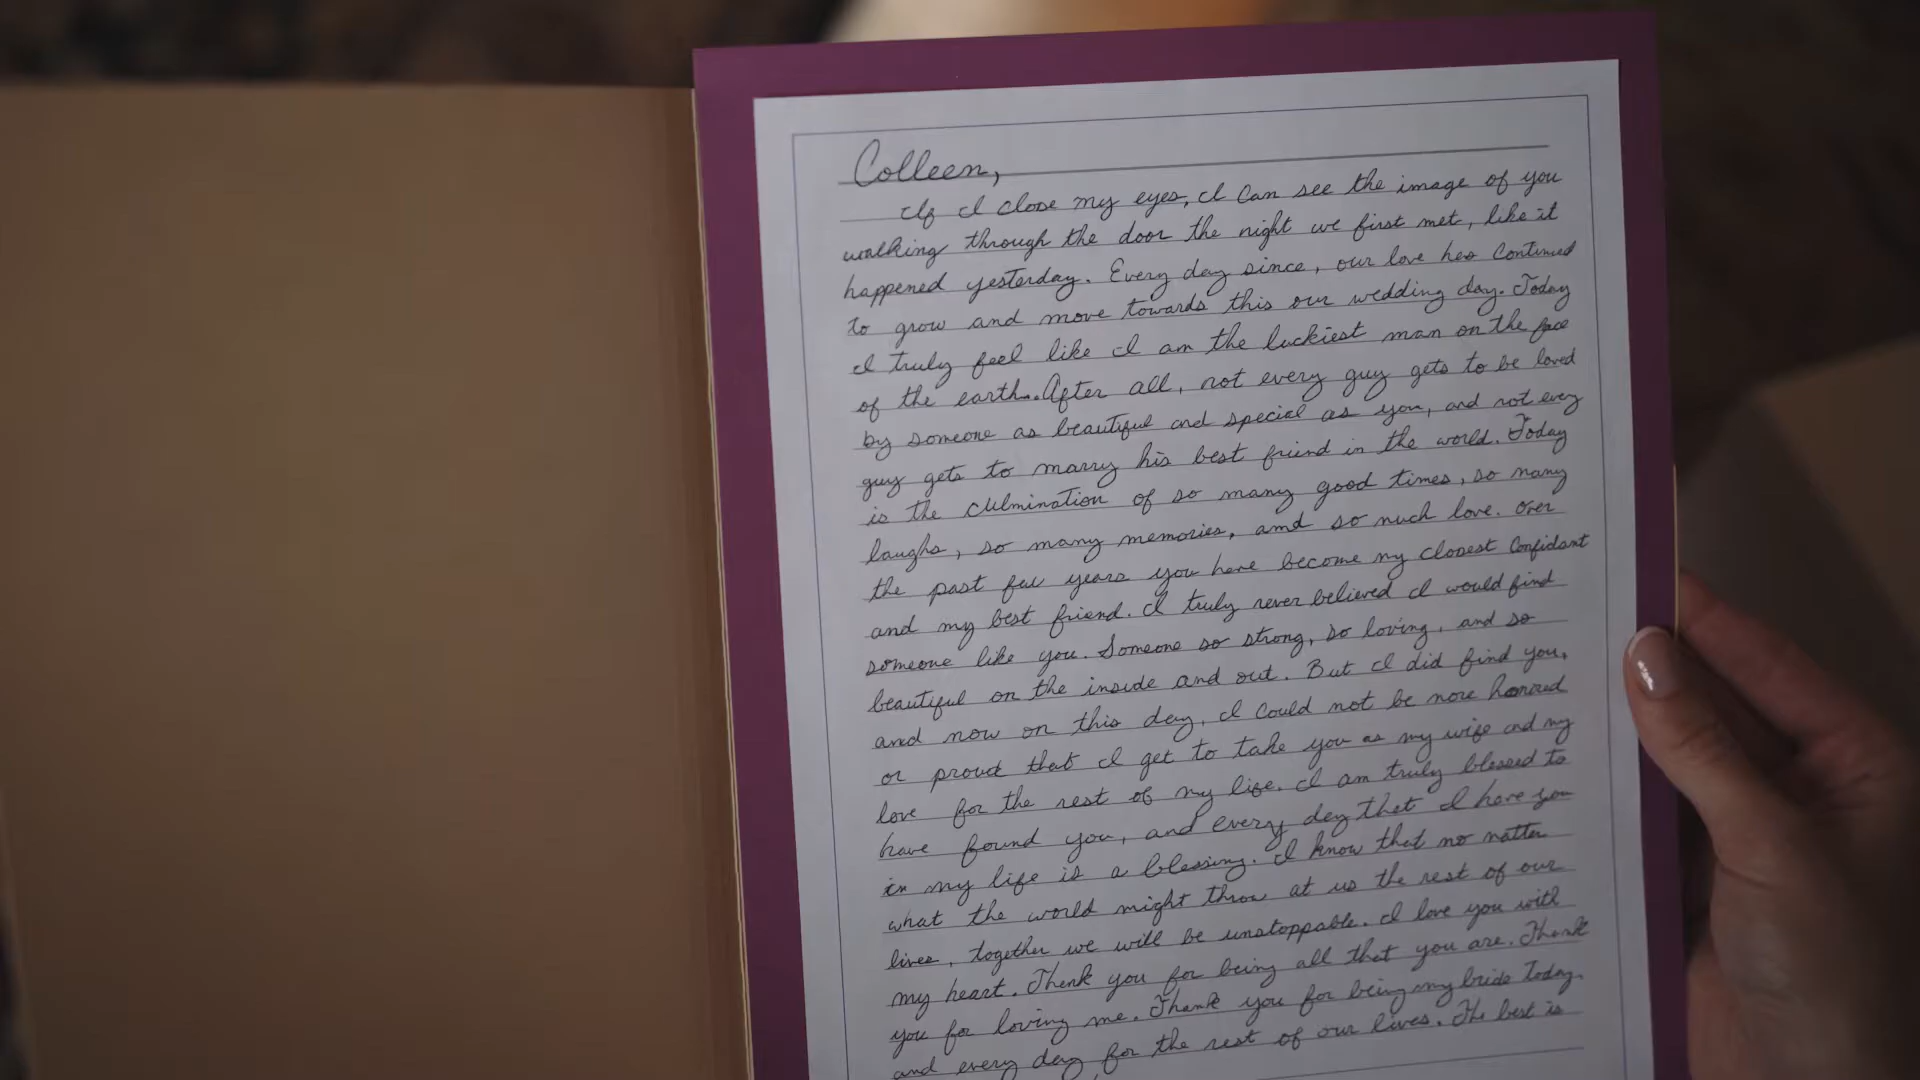 Colleen,
If I close my eyes, I can see the image of you
walking through the door the night we first met, like it
happened yesterday. Every day since, our love has continued
to grow and move towards this our wedding day. Today
I truly feel like I am the luckiest man on the face
of the earth. After all, not every guy gets to be loved
by someone as beautiful and special as you, and not every
guy gets to marry his best friend in the world. Today
is the culmination of so many good times, so many
laughs, so many memories, and so much love. Over
the past few years you have become my closest confidant
and my best friend. I truly never believed I would find
someone like you. Someone so strong, so loving, and so
beautiful on the inside and out. But I did find you,
and now on this day, I could not be more honored
or proud that I get to take you as my wife and my
love for the rest of my life. I am truly blessed to
have found you, and every day that I have you
in my life is a blessing. I know that no matter
what the world might throw at us the rest of our
lives, together we will be unstoppable. I love you with
my heart. Thank you for being all that you are. Thank
you for loving me. Thank you for being my bride today.
and every day for the rest of our lives. The best is